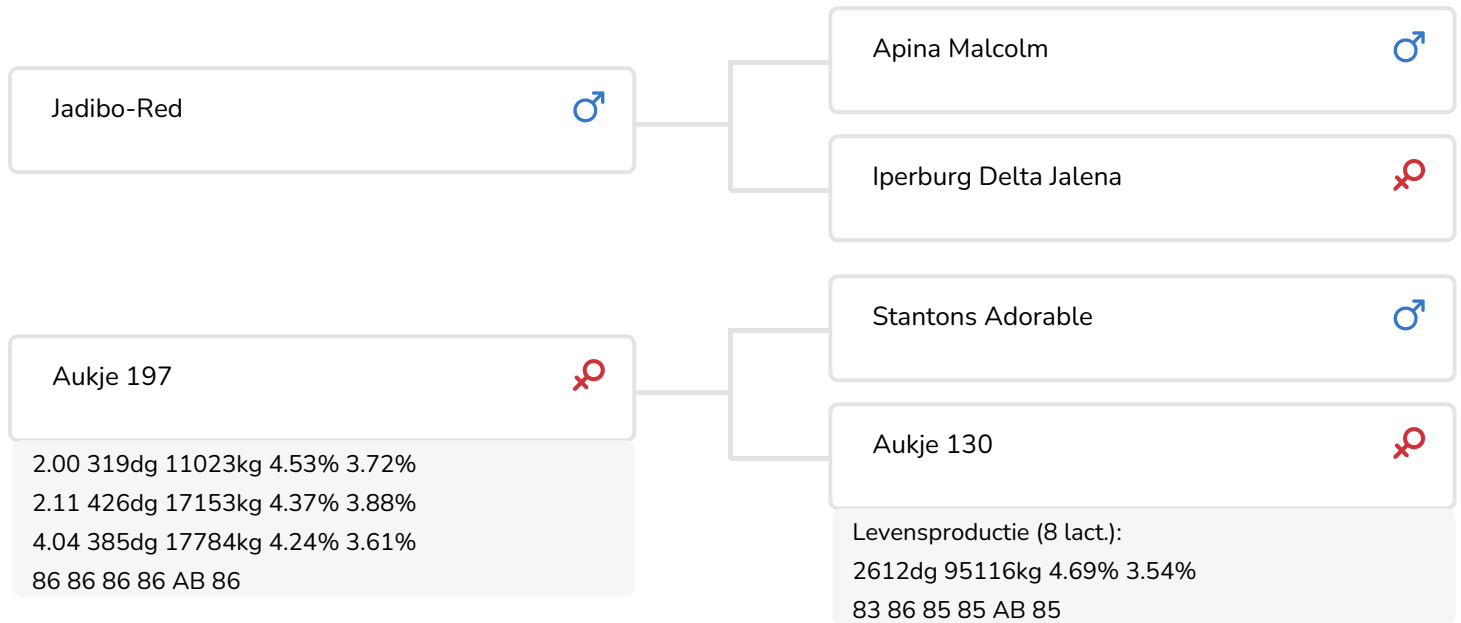 Apina Malcolm
Jadibo-Red
Iperburg Delta Jalena
Stantons Adorable
Aukje 197
2.00 319dg 11023kg 4.53% 3.72%
2.11 426dg 17153kg 4.37% 3.88%
4.04 385dg 17784kg 4.24% 3.61%
86 86 86 86 AB 86
Aukje 130
Levensproductie (8 lact.):
2612dg 95116kg 4.69% 3.54%
83 86 85 85 AB 85